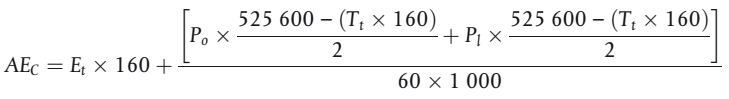 AE_C = E_t × 160 + [P_o × (525 600 – (T_t × 160))/2 + P_l × (525 600 – (T_t × 160))/2] / (60 × 1 000)